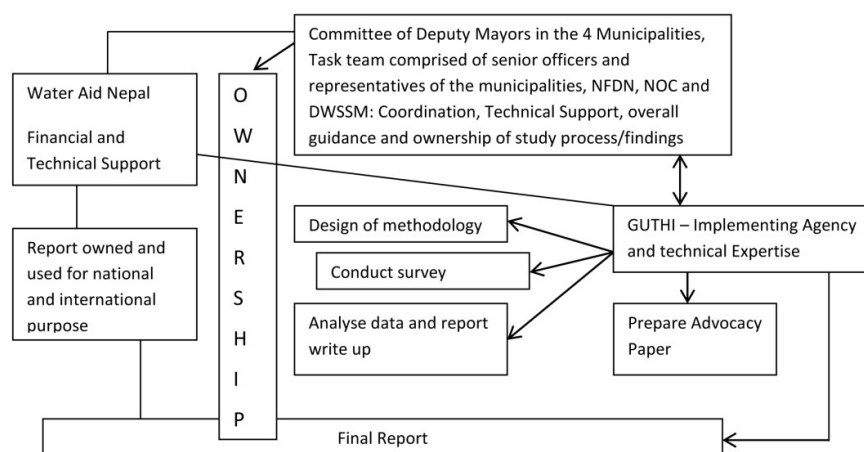 Committee of Deputy Mayors in the 4 Municipalities,
Task team comprised of senior officers and
representatives of the municipalities, NFDN, NOC and
DWSSM: Coordination, Technical Support, overall
guidance and ownership of study process/findings
Water Aid Nepal
Financial and
Technical Support
O
W
N
E
R
S
H
I
P
Design of methodology
GUTHI – Implementing Agency
and technical Expertise
Report owned and
used for national
and international
purpose
Conduct survey
Analyse data and report
write up
Prepare Advocacy
Paper
Final Report